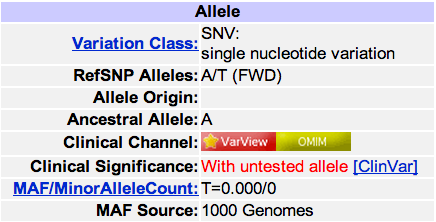 Allele
Variation Class: SNV:
single nucleotide variation
RefSNP Alleles: A/T (FWD)
Allele Origin:
Ancestral Allele: A
Clinical Channel: VarView OMIM
Clinical Significance: With untested allele [ClinVar]
MAF/MinorAlleleCount: T=0.000/0
MAF Source: 1000 Genomes